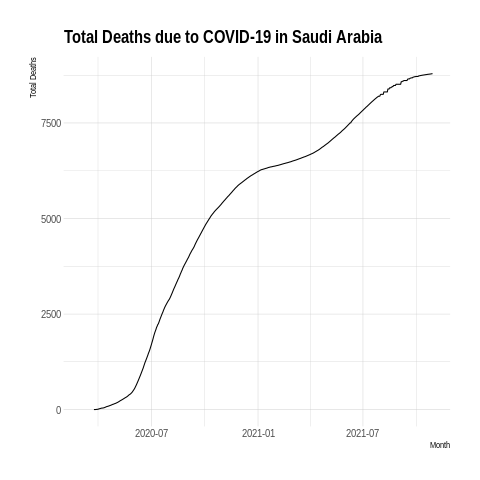 Total Deaths due to COVID-19 in Saudi Arabia
Total Deaths
7500
5000
2500
0
2020-07
2021-01
2021-07
Month